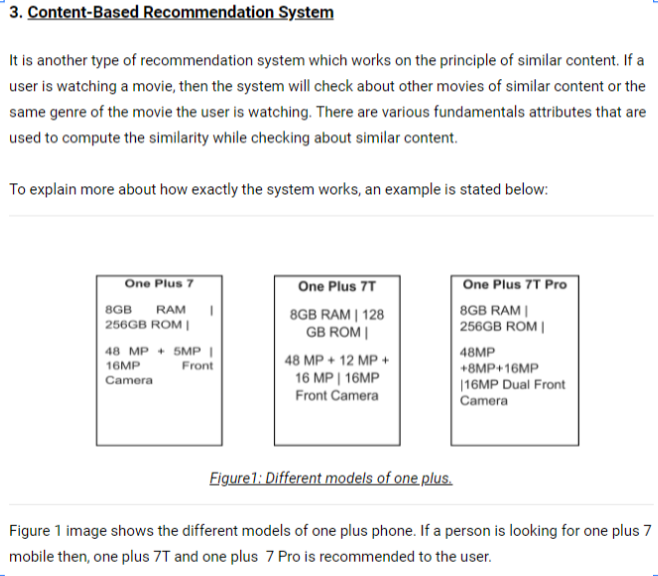 3. Content-Based Recommendation System
It is another type of recommendation system which works on the principle of similar content. If a
user is watching a movie, then the system will check about other movies of similar content or the
same genre of the movie the user is watching. There are various fundamentals attributes that are
used to compute the similarity while checking about similar content.
To explain more about how exactly the system works, an example is stated below:
One Plus 7
8GB RAM |
256GB ROM |
48 MP + 5MP |
16MP Front
Camera
One Plus 7T
8GB RAM | 128
GB ROM |
48 MP + 12 MP +
16 MP | 16MP
Front Camera
One Plus 7T Pro
8GB RAM |
256GB ROM |
48MP
+8MP+16MP
|16MP Dual Front
Camera
Figure1: Different models of one plus.
Figure 1 image shows the different models of one plus phone. If a person is looking for one plus 7
mobile then, one plus 7T and one plus 7 Pro is recommended to the user.